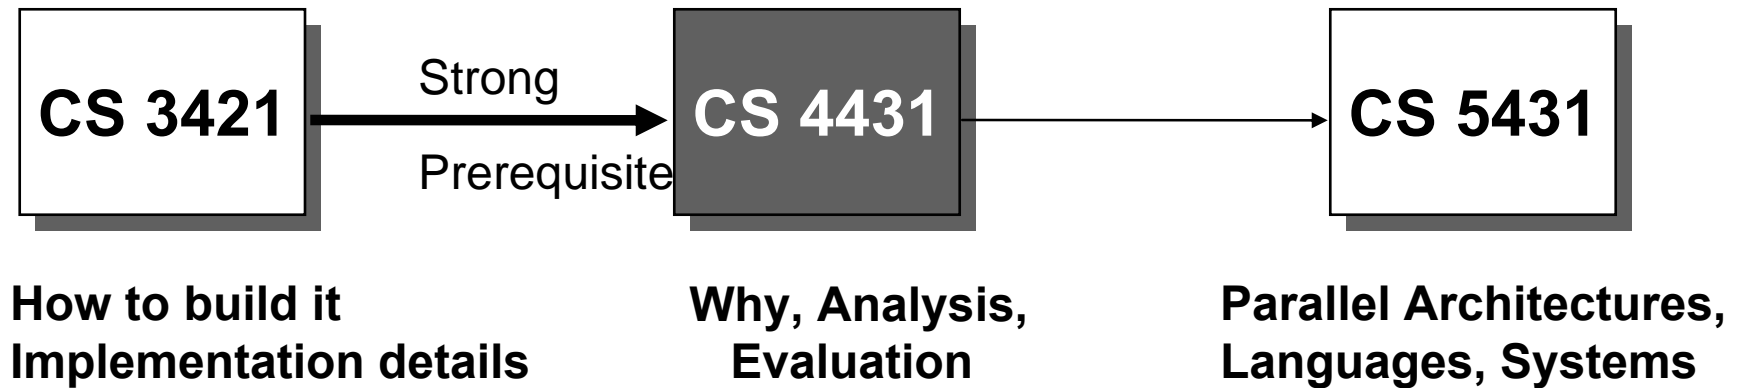 CS 3421
Strong
Prerequisite
CS 4431
CS 5431
How to build it
Implementation details
Why, Analysis,
Evaluation
Parallel Architectures,
Languages, Systems